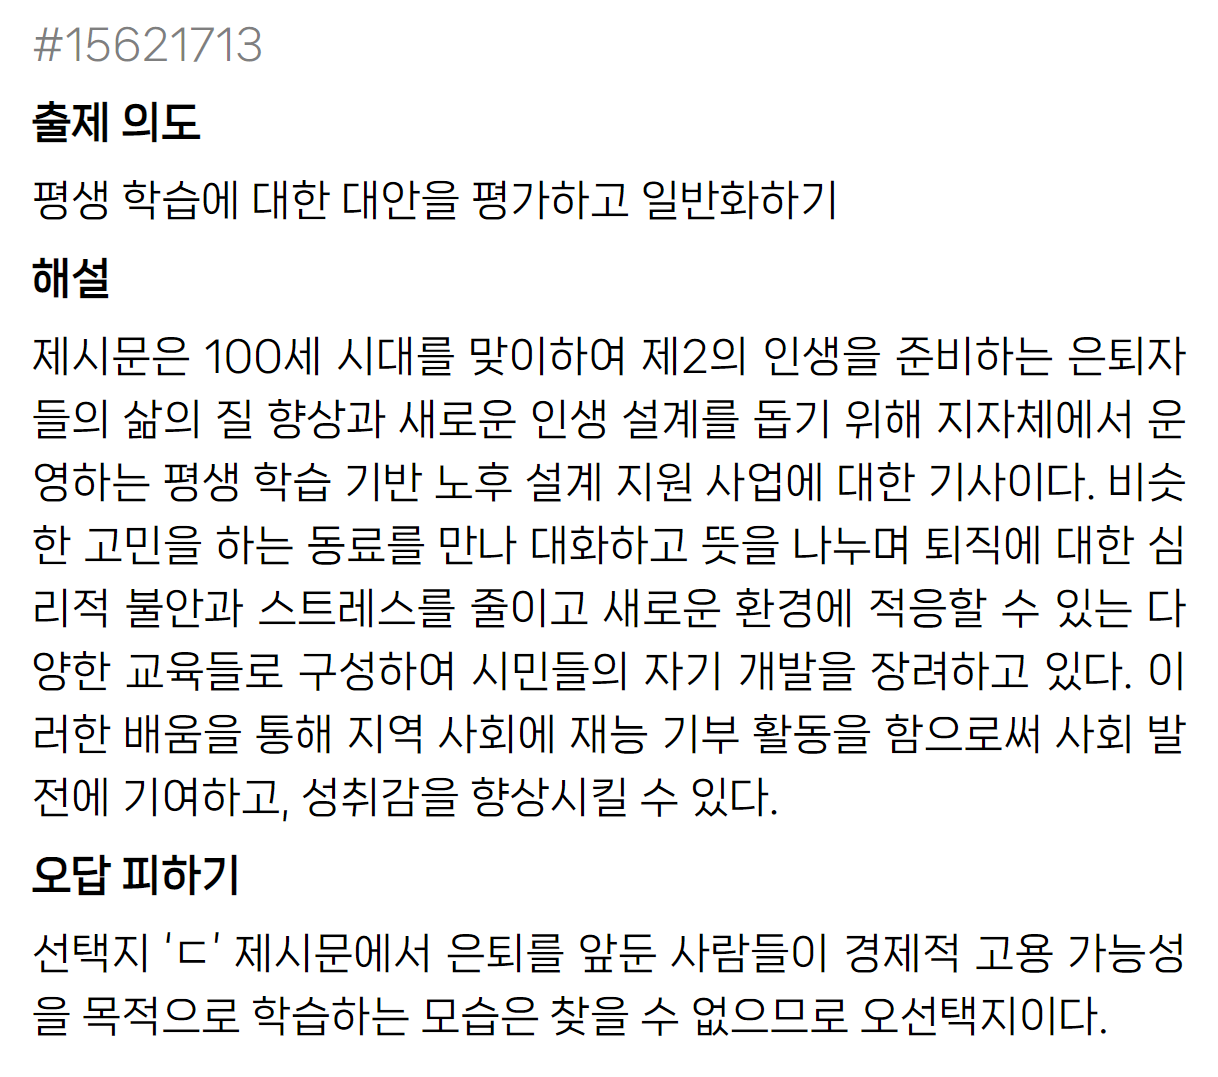 #15621713
출제 의도
평생 학습에 대한 대안을 평가하고 일반화하기
해설
제시문은 100세 시대를 맞이하여 제2의 인생을 준비하는 은퇴자
들의 삶의 질 향상과 새로운 인생 설계를 돕기 위해 지자체에서 운
영하는 평생 학습 기반 노후 설계 지원 사업에 대한 기사이다. 비슷
한 고민을 하는 동료를 만나 대화하고 뜻을 나누며 퇴직에 대한 심
리적 불안과 스트레스를 줄이고 새로운 환경에 적응할 수 있는 다
양한 교육들로 구성하여 시민들의 자기 개발을 장려하고 있다. 이
러한 배움을 통해 지역 사회에 재능 기부 활동을 함으로써 사회 발
전에 기여하고, 성취감을 향상시킬 수 있다.
오답 피하기
선택지 ‘ㄷ’ 제시문에서 은퇴를 앞둔 사람들이 경제적 고용 가능성
을 목적으로 학습하는 모습은 찾을 수 없으므로 오선택지이다.